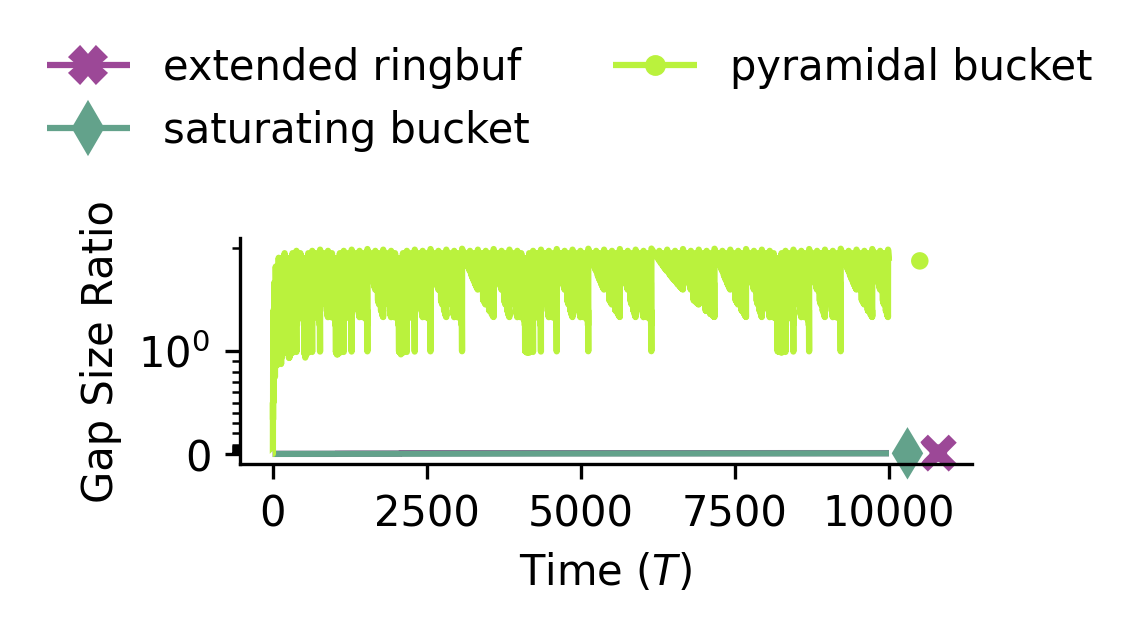 extended ringbuf
pyramidal bucket
saturating bucket
Gap Size Ratio
10⁰
0
0
2500
5000
7500
10000
Time (T)